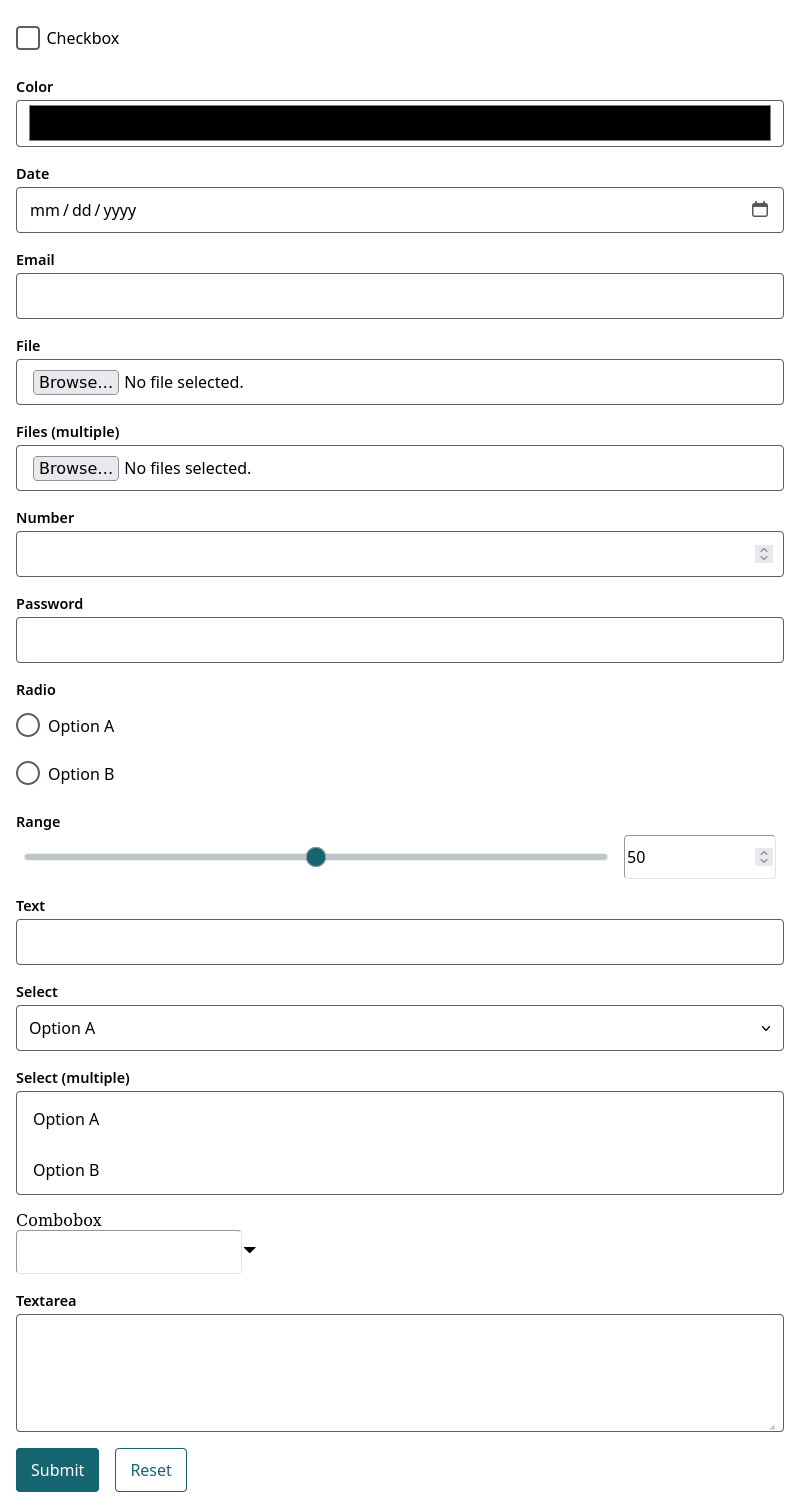 Checkbox
Color
Date
mm / dd / yyyy
Email
File
Browse... No file selected.
Files (multiple)
Browse... No files selected.
Number
Password
Radio
Option A
Option B
Range
50
Text
Select
Option A
Select (multiple)
Option A
Option B
Combobox
Textarea
Submit Reset